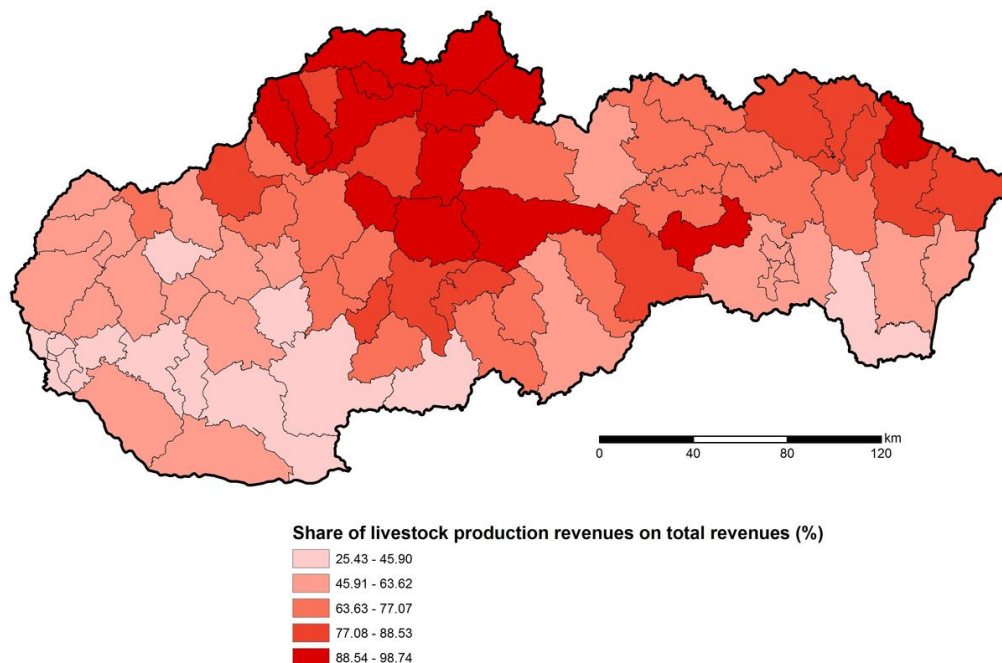 km
0 40 80 120
Share of livestock production revenues on total revenues (%)
25.43 - 45.90
45.91 - 63.62
63.63 - 77.07
77.08 - 88.53
88.54 - 98.74